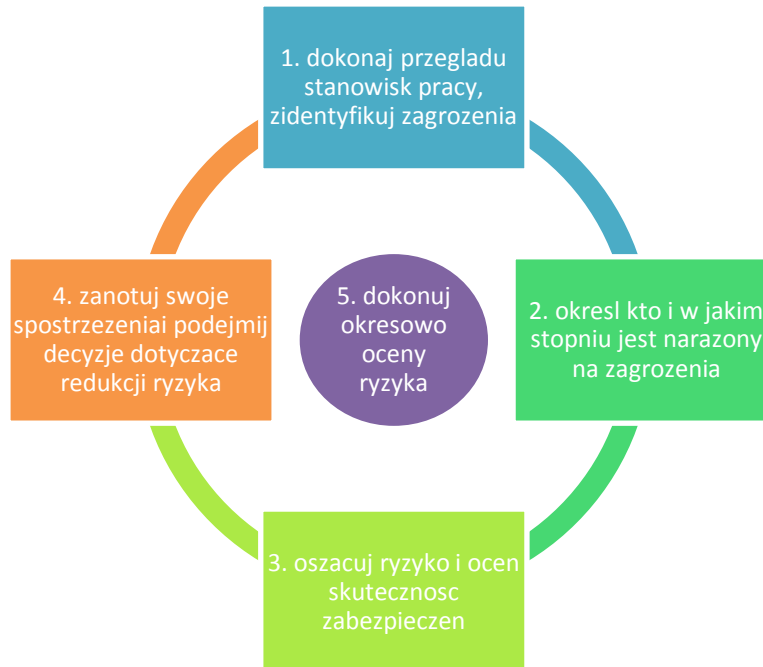 1. dokonaj przegladu
stanowisk pracy,
zidentyfikuj zagrozenia
2. okresl kto i w jakim
stopniu jest narazony
na zagrozenia
3. oszacuj ryzyko i ocen
skutecznosc
zabezpieczen
4. zanotuj swoje
spostrzezeniai podejmij
decyzje dotyczace
redukcji ryzyka
5. dokonuj
okresowo
oceny
ryzyka